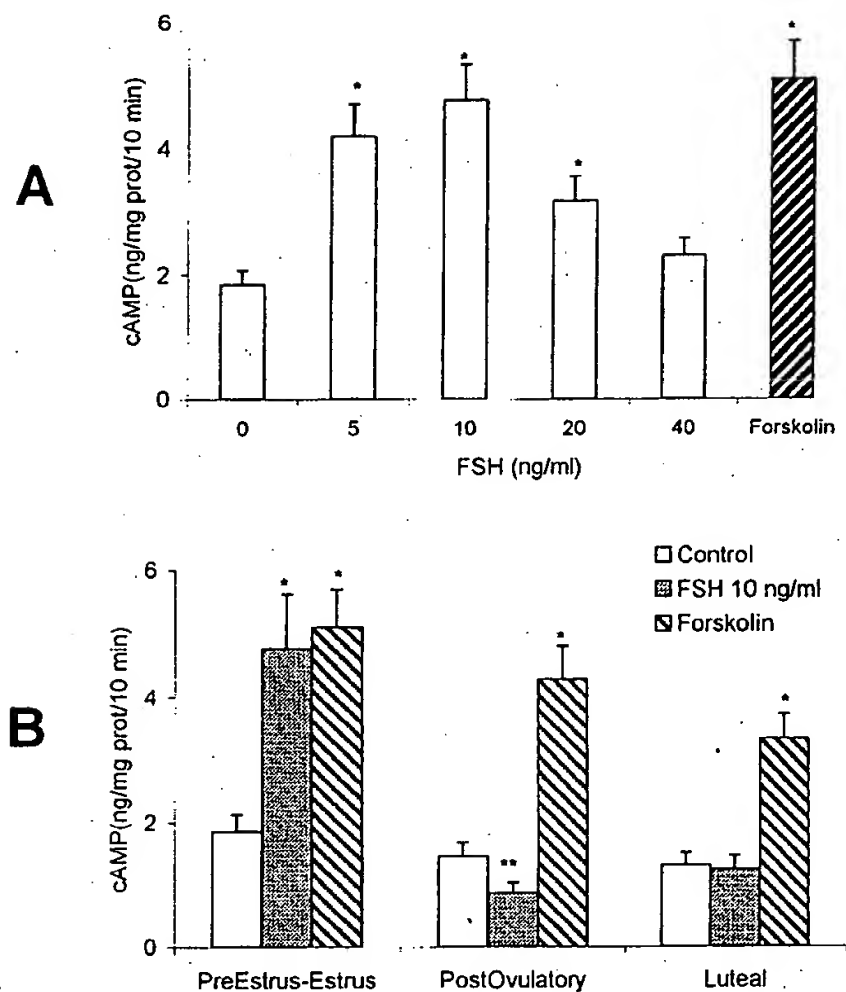 A
cAMP(ng/mg prot/10 min)
6
4
2
0
*
*
*
*
0 5 10 20 40 Forskolin
FSH (ng/ml)
B
cAMP(ng/mg prot/10 min)
6
4
2
0
Control
FSH 10 ng/ml
Forskolin
*
*
**
*
*
PreEstrus-Estrus PostOvulatory Luteal